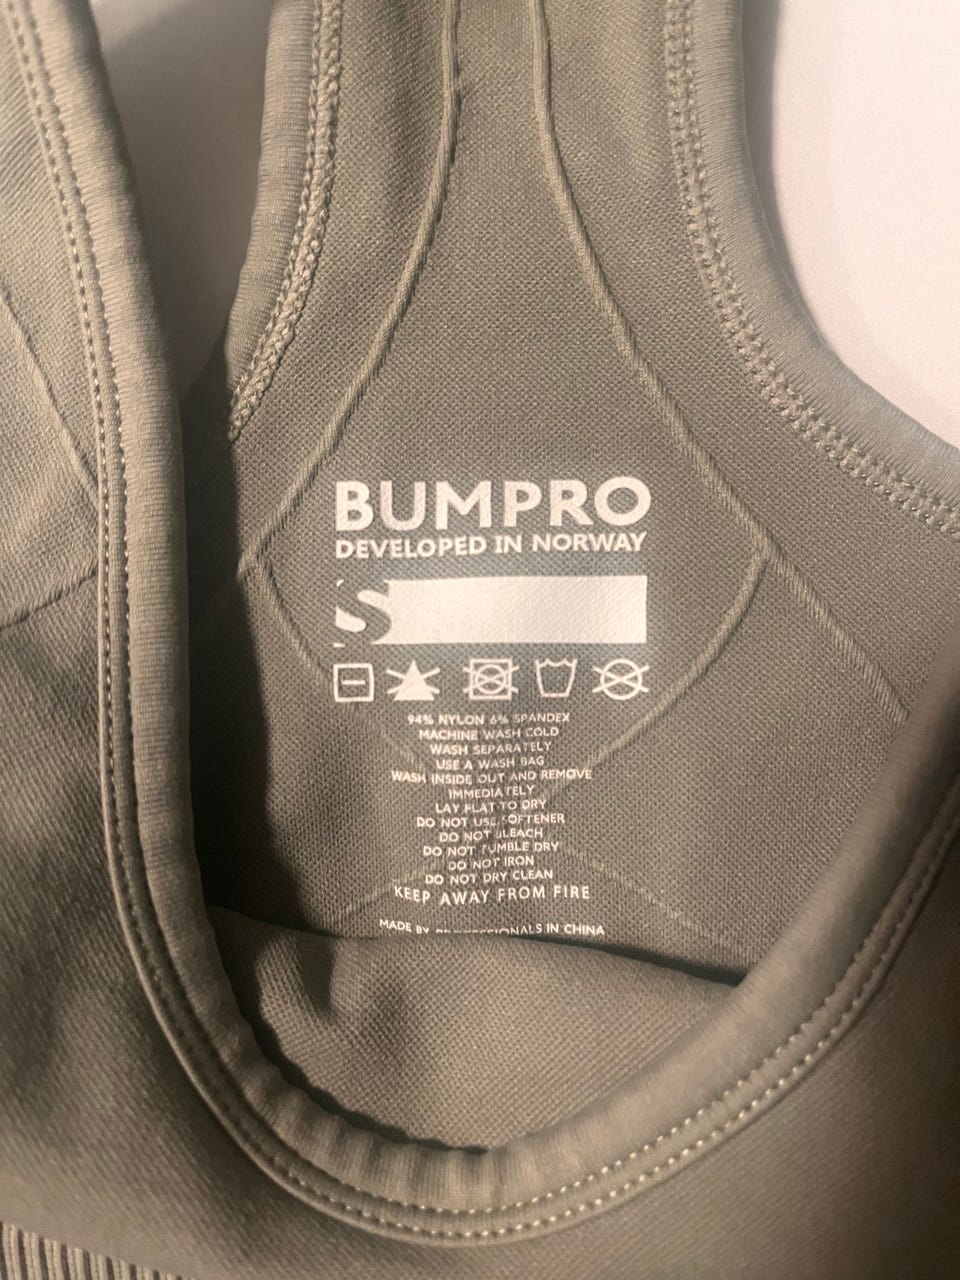 BUMPRO
DEVELOPED IN NORWAY
S
94% NYLON 6% SPANDEX
MACHINE WASH COLD
WASH SEPARATELY
USE A WASH BAG
WASH INSIDE OUT AND REMOVE
IMMEDIATELY
LAY FLAT TO DRY
DO NOT USE SOFTENER
DO NOT BLEACH
DO NOT TUMBLE DRY
DO NOT IRON
DO NOT DRY CLEAN
KEEP AWAY FROM FIRE
MADE BY PROFESSIONALS IN CHINA